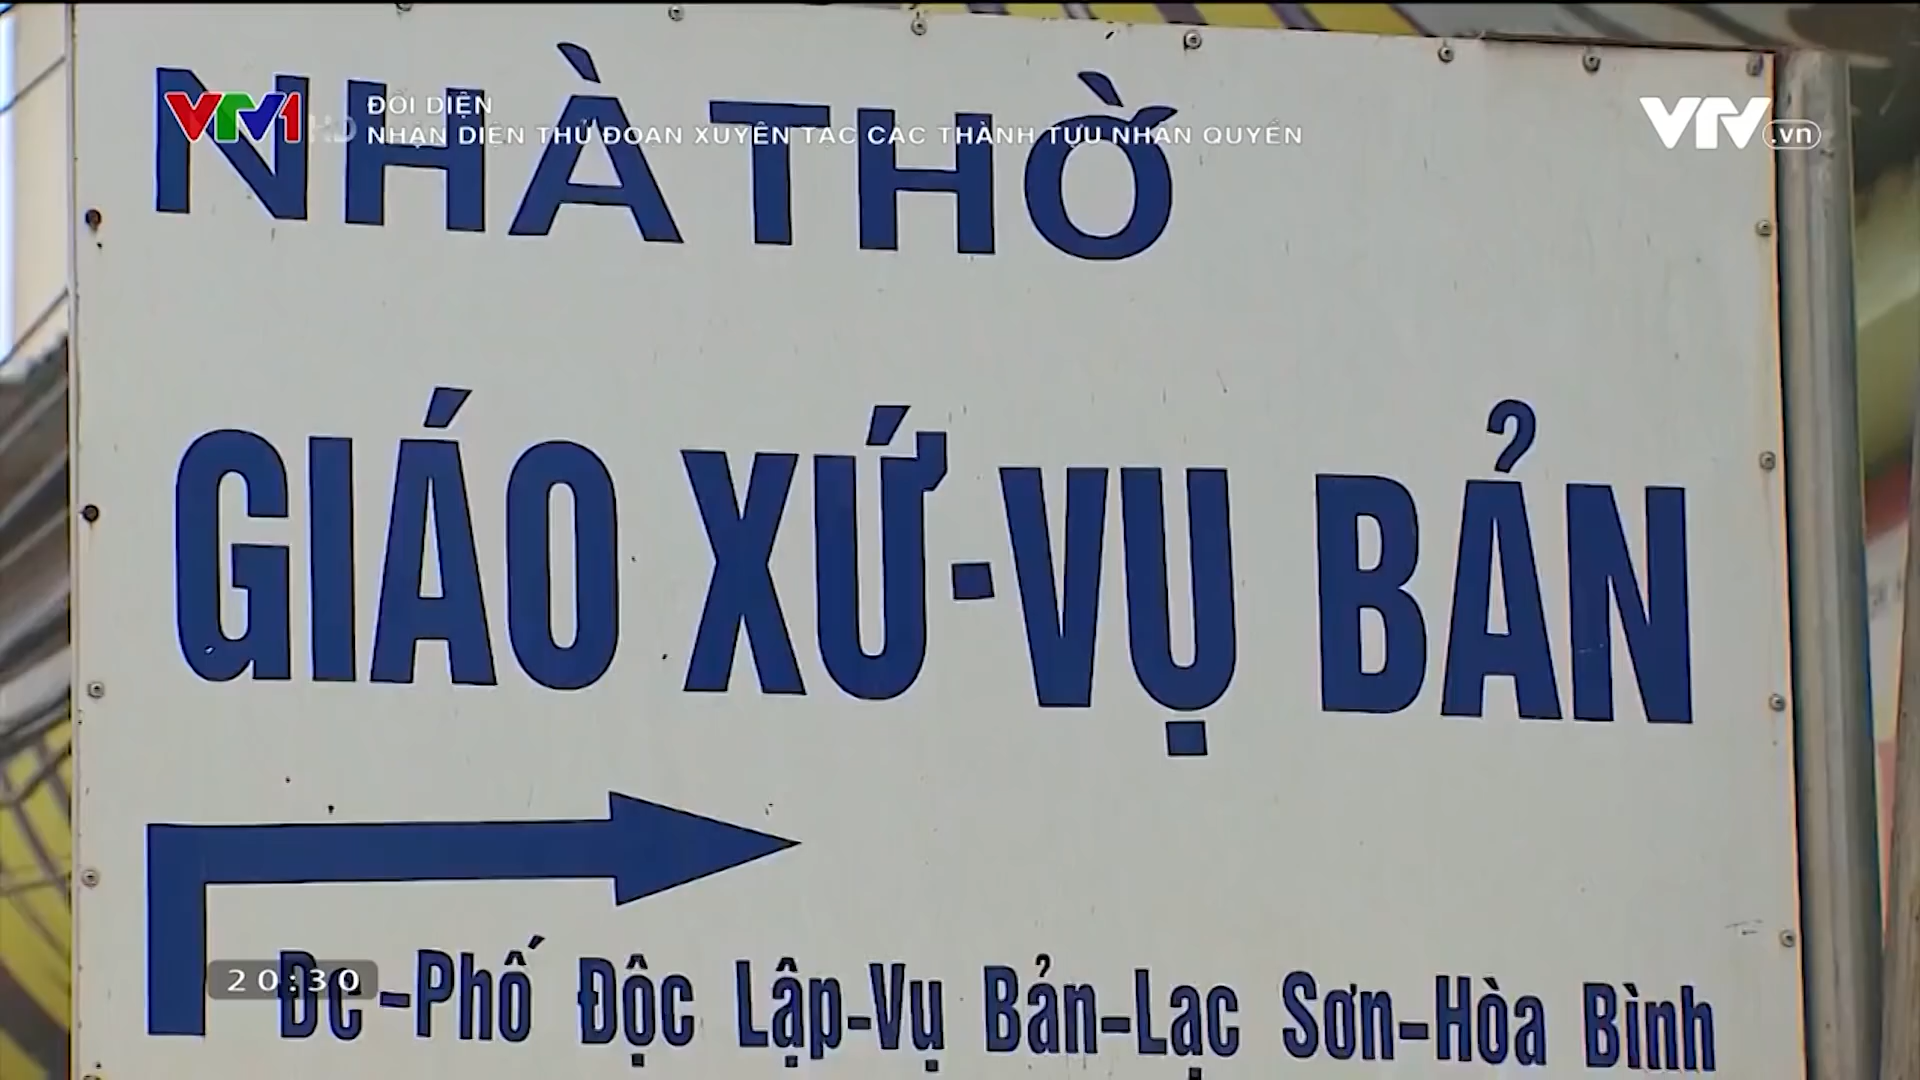 VTV1 HD
ĐỐI DIỆN
NHẬN DIỆN THỦ ĐOẠN XUYÊN TẠC CÁC THÀNH TỰU NHÂN QUYỀN
VTV.vn
NHÀ THỜ
GIÁO XỨ-VỤ BẢN
Đc-Phố Độc Lập-Vụ Bản-Lạc Sơn-Hòa Bình
20:30